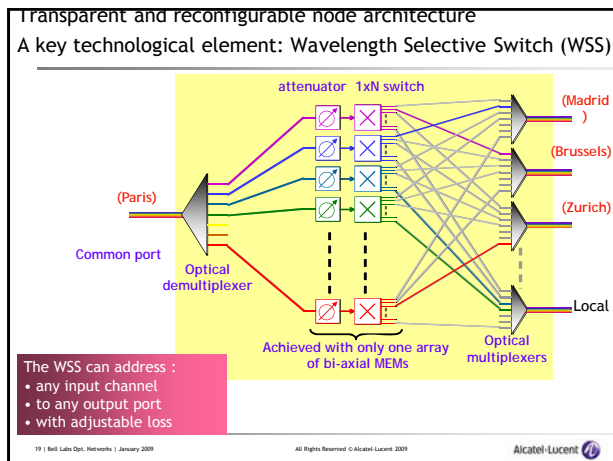 Transparent and reconfigurable node architecture
A key technological element: Wavelength Selective Switch (WSS)
attenuator 1xN switch
(Madrid
)
(Brussels)
(Paris)
(Zurich)
Common port
Optical
demultiplexer
Local
Achieved with only one array
of bi-axial MEMs
Optical
multiplexers
The WSS can address :
• any input channel
• to any output port
• with adjustable loss
19 | Bell Labs Opt. Networks | January 2009
All Rights Reserved © Alcatel-Lucent 2009
Alcatel·Lucent